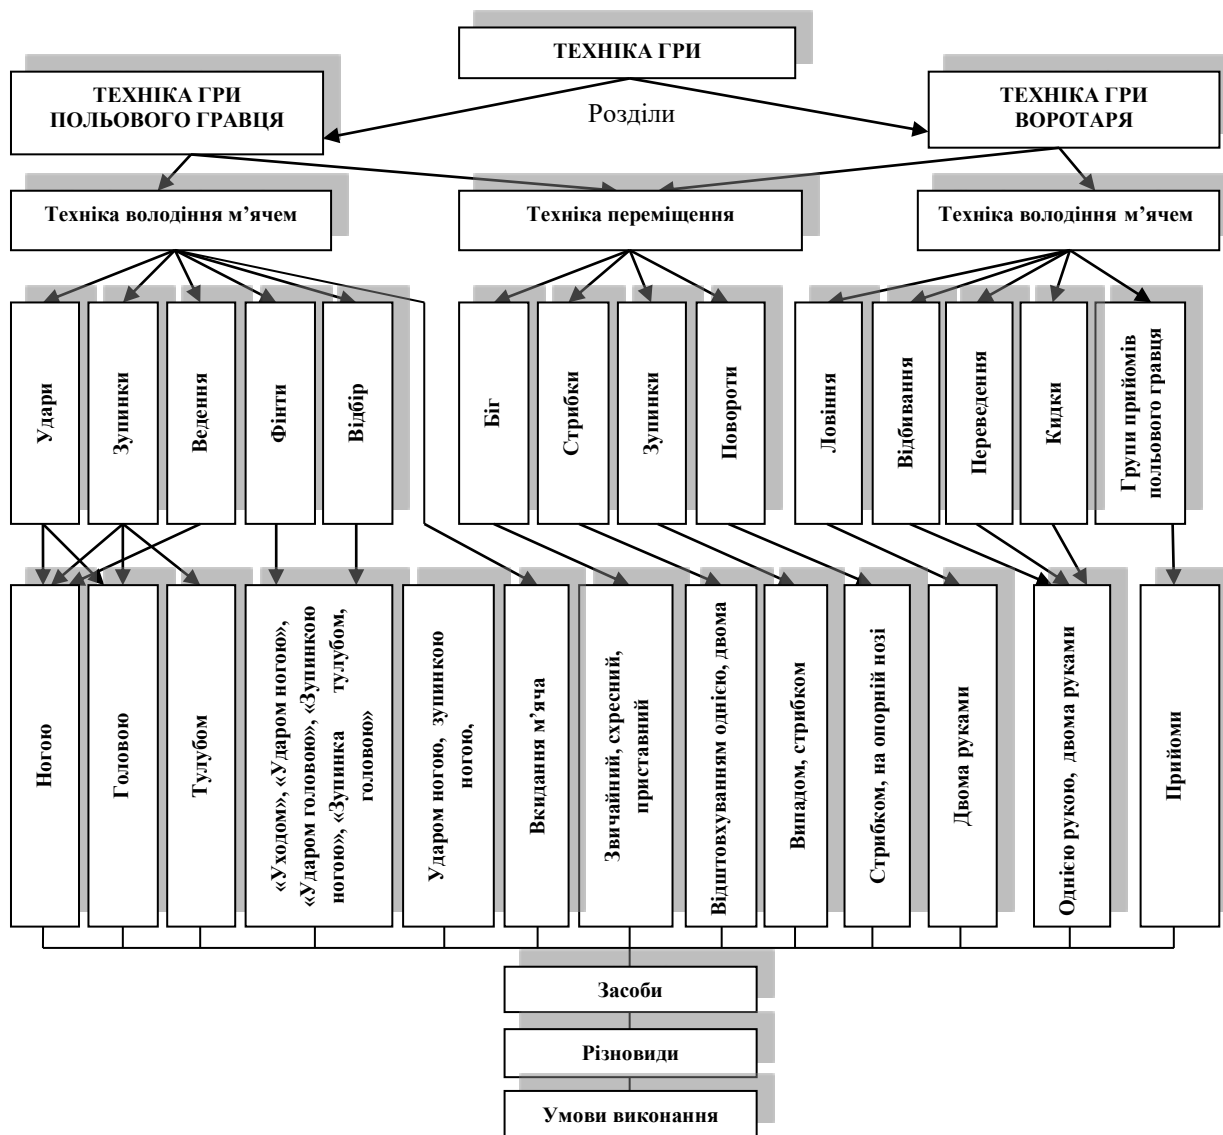 ТЕХНІКА ГРИ
ТЕХНІКА ГРИ
ПОЛЬОВОГО ГРАВЦЯ
Розділи
ТЕХНІКА ГРИ
ВОРОТАРЯ
Техніка володіння м’ячем
Техніка переміщення
Техніка володіння м’ячем
Удари
Зупинки
Ведення
Фінти
Відбір
Біг
Стрибки
Зупинки
Повороти
Ловіння
Відбивання
Переведення
Кидки
Групи прийомів
польового гравця
Ногою
Головою
Тулубом
«Уходом», «Ударом ногою»,
«Ударом головою», «Зупинкою
ногою», «Зупинка тулубом,
головою»
Ударом ногою, зупинкою
ногою,
Вкидання м’яча
Звичайний, схресний,
приставний
Відштовхуванням однією, двома
Випадом, стрибком
Стрибком, на опорній нозі
Двома руками
Однією рукою, двома руками
Прийоми
Засоби
Різновиди
Умови виконання